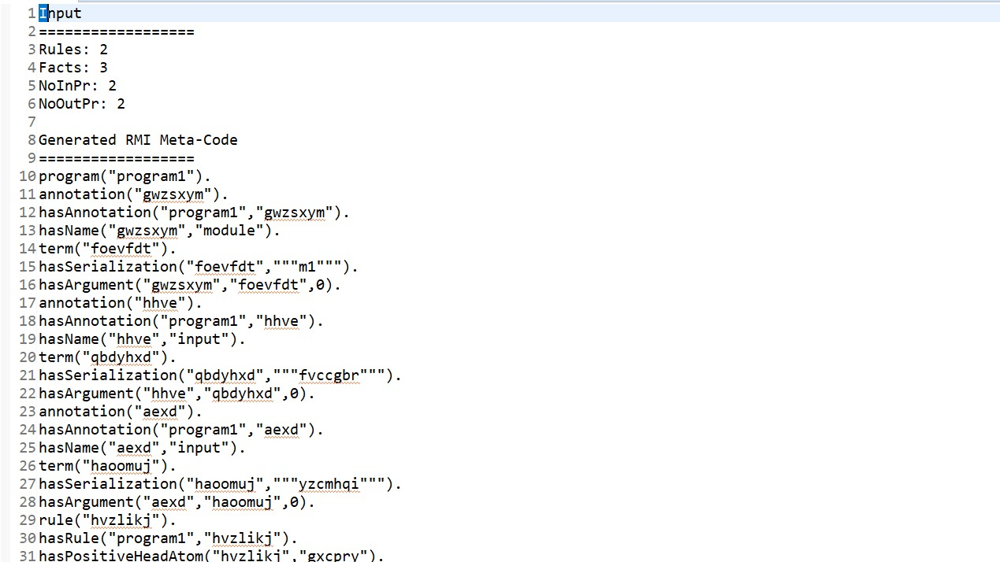 1 Input
2 ==================
3 Rules: 2
4 Facts: 3
5 NoInPr: 2
6 NoOutPr: 2
7
8 Generated RMI Meta-Code
9 ==================
10 program("program1").
11 annotation("gwzsxym").
12 hasAnnotation("program1","gwzsxym").
13 hasName("gwzsxym","module").
14 term("foevfdt").
15 hasSerialization("foevfdt","""m1""").
16 hasArgument("gwzsxym","foevfdt",0).
17 annotation("hhve").
18 hasAnnotation("program1","hhve").
19 hasName("hhve","input").
20 term("qbdyhxd").
21 hasSerialization("qbdyhxd","""fvccgbr""").
22 hasArgument("hhve","qbdyhxd",0).
23 annotation("aexd").
24 hasAnnotation("program1","aexd").
25 hasName("aexd","input").
26 term("haoomuj").
27 hasSerialization("haoomuj","""yzcmhqi""").
28 hasArgument("aexd","haoomuj",0).
29 rule("hvzlikj").
30 hasRule("program1","hvzlikj").
31 hasPositiveHeadAtom("hvzlikj","gxcprv").